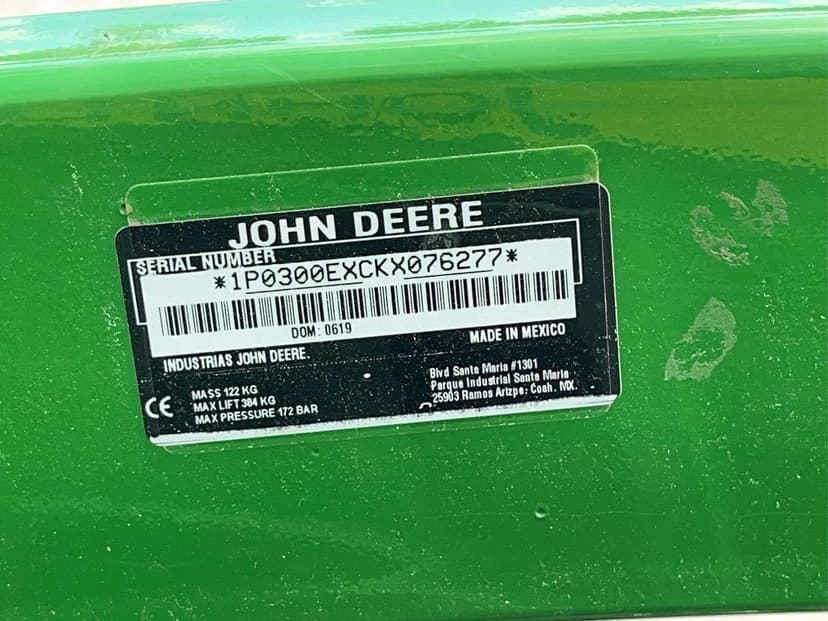 JOHN DEERE
SERIAL NUMBER
*1P0300EXCKX076277*
DOM: 0619
MADE IN MEXICO
INDUSTRIAS JOHN DEERE.
CE
MASS 122 KG
MAX LIFT 384 KG
MAX PRESSURE 172 BAR
Blvd Santa Maria #1301
Parque Industrial Santa Maria
25903 Ramos Arizpe. Coah. MX.